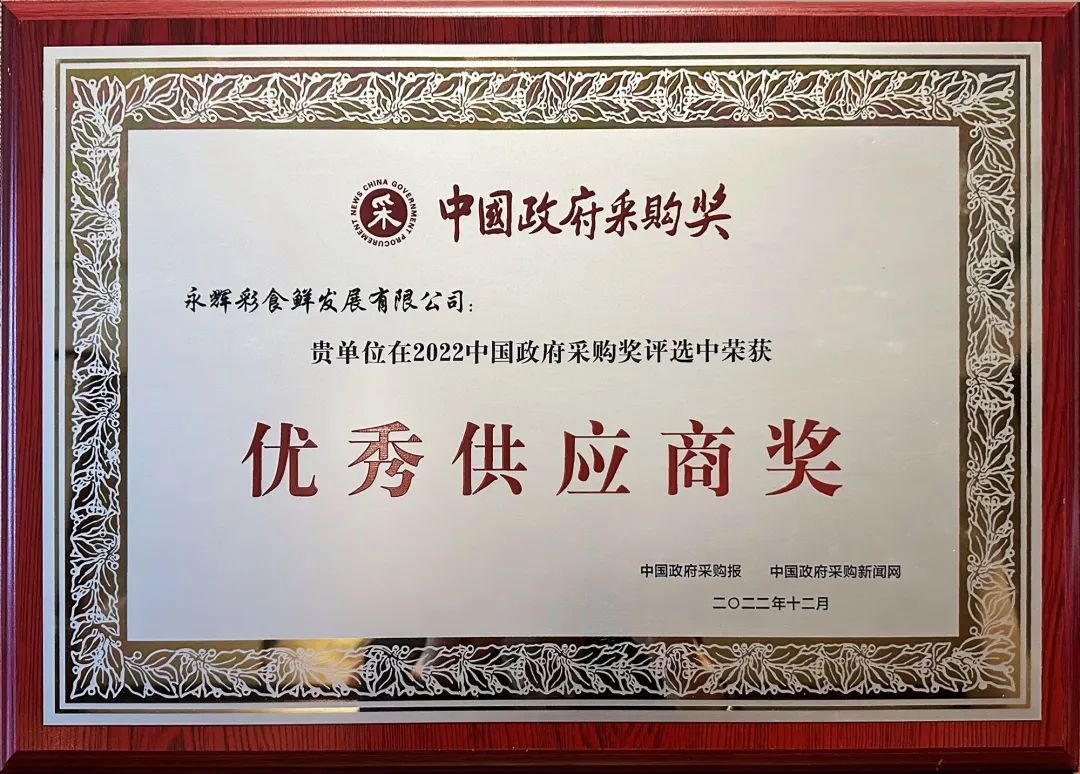 NEWS CHINA GOVERNMENT PROCUREMENT
采
中國政府采购奖
永辉彩食鲜发展有限公司：
贵单位在2022中国政府采购奖评选中荣获
优秀供应商奖
中国政府采购报 中国政府采购新闻网
二〇二二年十二月